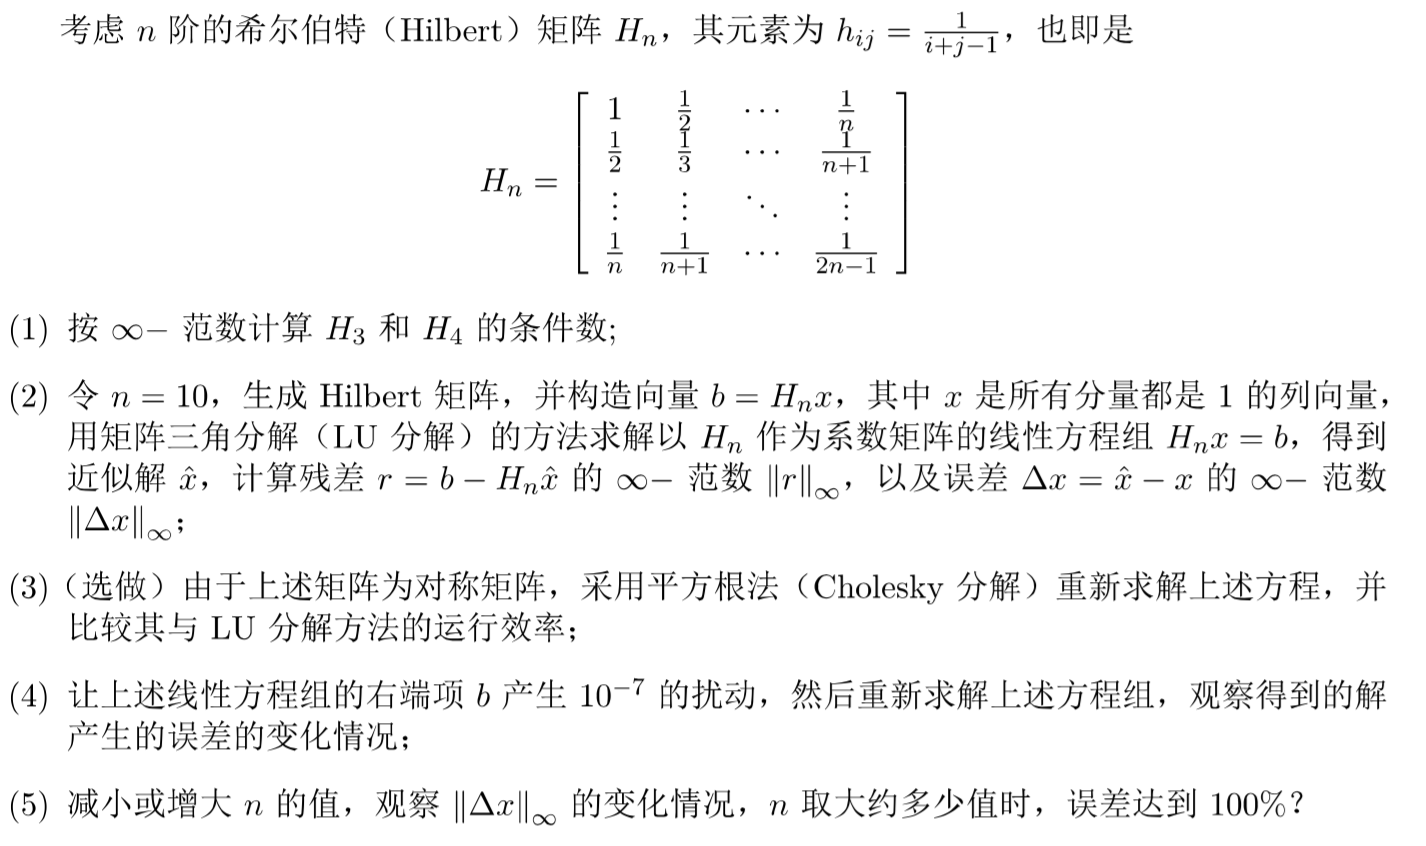 考虑 n 阶的希尔伯特（Hilbert）矩阵 H_n，其元素为 h_{ij} = \frac{1}{i+j-1}，也即是
H_n = \begin{bmatrix} 1 & \frac{1}{2} & \cdots & \frac{1}{n} \\ \frac{1}{2} & \frac{1}{3} & \cdots & \frac{1}{n+1} \\ \vdots & \vdots & \ddots & \vdots \\ \frac{1}{n} & \frac{1}{n+1} & \cdots & \frac{1}{2n-1} \end{bmatrix}
(1) 按 ∞− 范数计算 H_3 和 H_4 的条件数;
(2) 令 n = 10，生成 Hilbert 矩阵，并构造向量 b = H_n x，其中 x 是所有分量都是 1 的列向量，
用矩阵三角分解（LU 分解）的方法求解以 H_n 作为系数矩阵的线性方程组 H_n x = b，得到
近似解 \hat{x}，计算残差 r = b − H_n \hat{x} 的 ∞− 范数 ‖r‖_∞，以及误差 Δx = \hat{x} − x 的 ∞− 范数
‖Δx‖_∞；
(3)（选做）由于上述矩阵为对称矩阵，采用平方根法（Cholesky 分解）重新求解上述方程，并
比较其与 LU 分解方法的运行效率；
(4) 让上述线性方程组的右端项 b 产生 10^{−7} 的扰动，然后重新求解上述方程组，观察得到的解
产生的误差的变化情况；
(5) 减小或增大 n 的值，观察 ‖Δx‖_∞ 的变化情况，n 取大约多少值时，误差达到 100%？